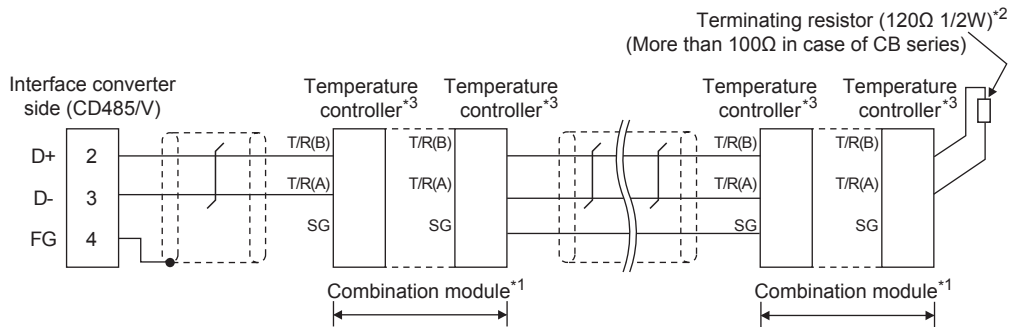 Terminating resistor (120Ω 1/2W)*2
(More than 100Ω in case of CB series)
Interface converter
side (CD485/V)
Temperature
controller*3
Temperature
controller*3
Temperature
controller*3
Temperature
controller*3
D+ 2 T/R(B) T/R(B) T/R(B) T/R(B)
D- 3 T/R(A) T/R(A) T/R(A) T/R(A)
FG 4 SG SG SG SG
Combination module*1 Combination module*1